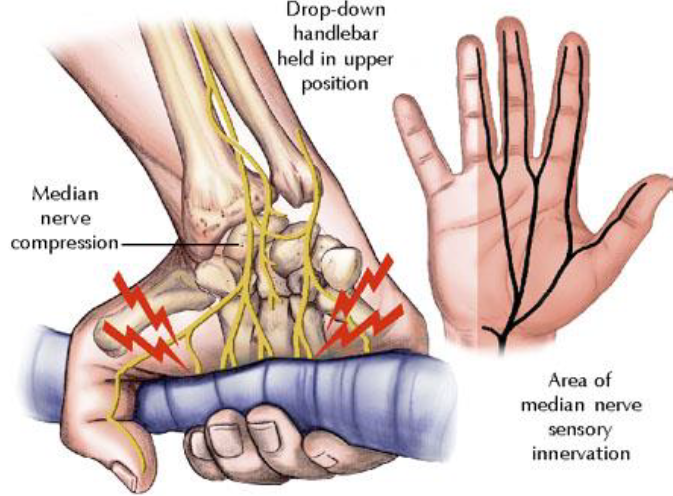 Drop-down
handlebar
held in upper
position
Median
nerve
compression
Area of
median nerve
sensory
innervation